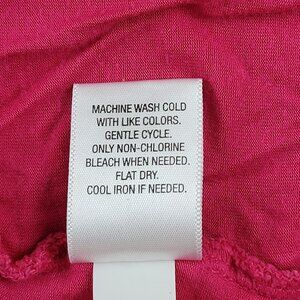 MACHINE WASH COLD
WITH LIKE COLORS.
GENTLE CYCLE.
ONLY NON-CHLORINE
BLEACH WHEN NEEDED.
FLAT DRY.
COOL IRON IF NEEDED.